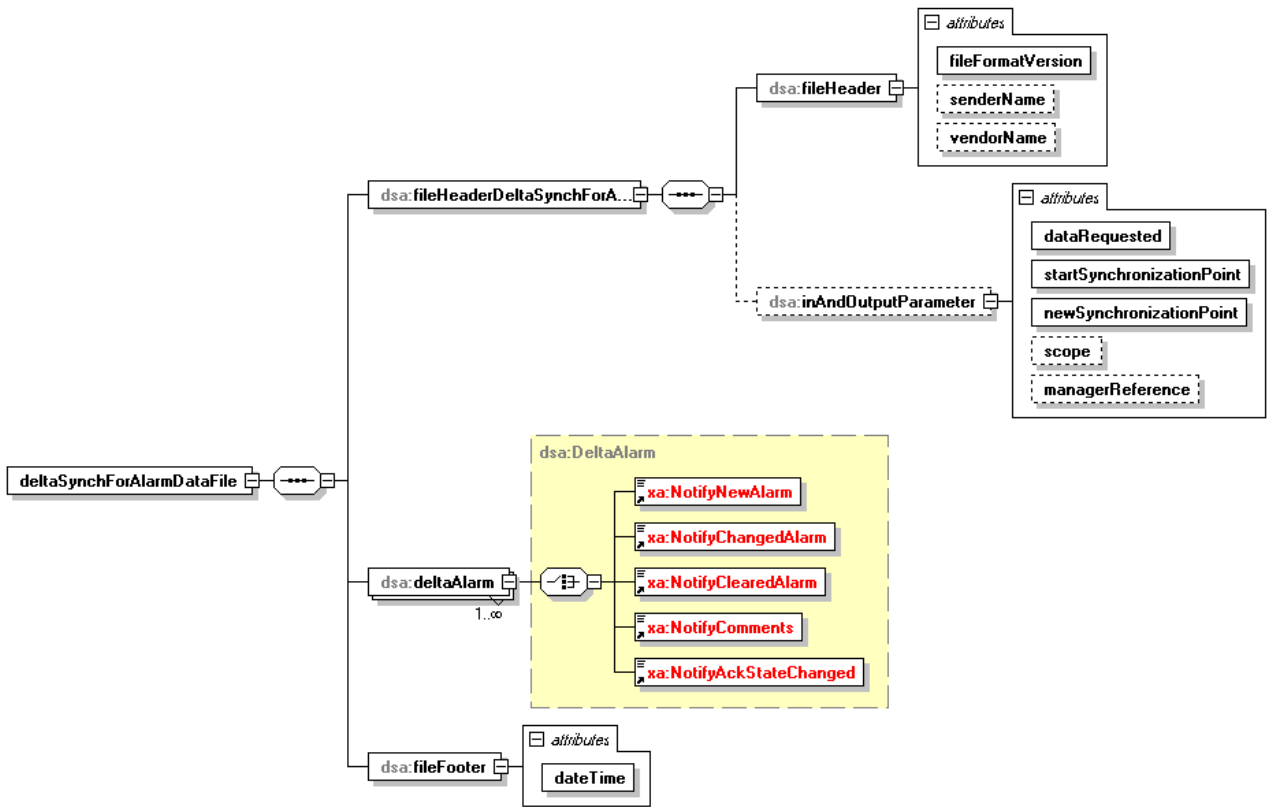 attributes
fileFormatVersion
dsa:fileHeader
senderName
vendorName
dsa:fileHeaderDeltaSynchForA...
attributes
dataRequested
startSynchronizationPoint
dsa:inAndOutputParameter
newSynchronizationPoint
scope
managerReference
deltaSynchForAlarmDataFile
dsa:DeltaAlarm
xa:NotifyNewAlarm
xa:NotifyChangedAlarm
dsa:deltaAlarm
1..∞
xa:NotifyClearedAlarm
xa:NotifyComments
xa:NotifyAckStateChanged
dsa:fileFooter
attributes
dateTime